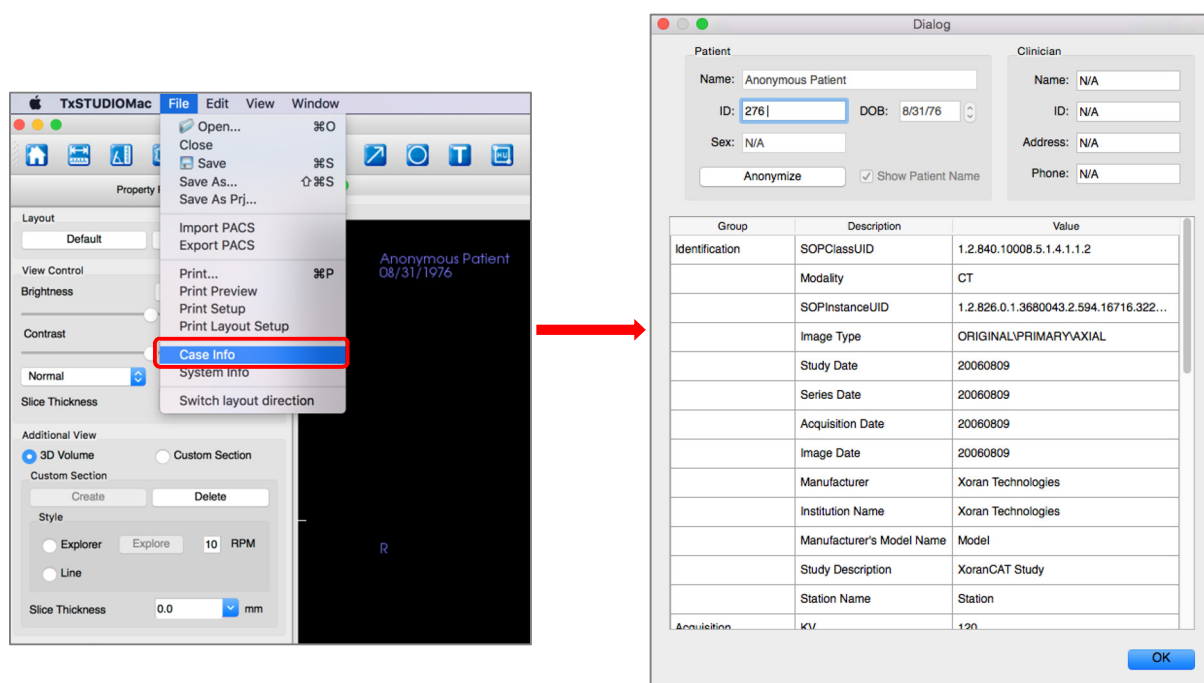 TxSTUDIOMac File Edit View Window
Open... ⌘O
Close
Save ⌘S
Save As... ⇧⌘S
Save As Prj...
Import PACS
Export PACS
Print... ⌘P
Print Preview
Print Setup
Print Layout Setup
Case Info
System Info
Switch layout direction
T
HU
Property
Layout
Default
View Control
Brightness
Contrast
Normal
Slice Thickness
Additional View
3D Volume Custom Section
Custom Section
Create Delete
Style
Explorer Explore 10 RPM
Line
Slice Thickness 0.0 mm
Anonymous Patient
08/31/1976
R
Dialog
Patient
Name: Anonymous Patient
ID: 276 DOB: 8/31/76
Sex: N/A
Anonymize Show Patient Name
Clinician
Name: N/A
ID: N/A
Address: N/A
Phone: N/A
Group Description Value
Identification SOPClassUID 1.2.840.10008.5.1.4.1.1.2
Modality CT
SOPInstanceUID 1.2.826.0.1.3680043.2.594.16716.322...
Image Type ORIGINAL\PRIMARY\AXIAL
Study Date 20060809
Series Date 20060809
Acquisition Date 20060809
Image Date 20060809
Manufacturer Xoran Technologies
Institution Name Xoran Technologies
Manufacturer's Model Name Model
Study Description XoranCAT Study
Station Name Station
Acquisition KV 120
OK